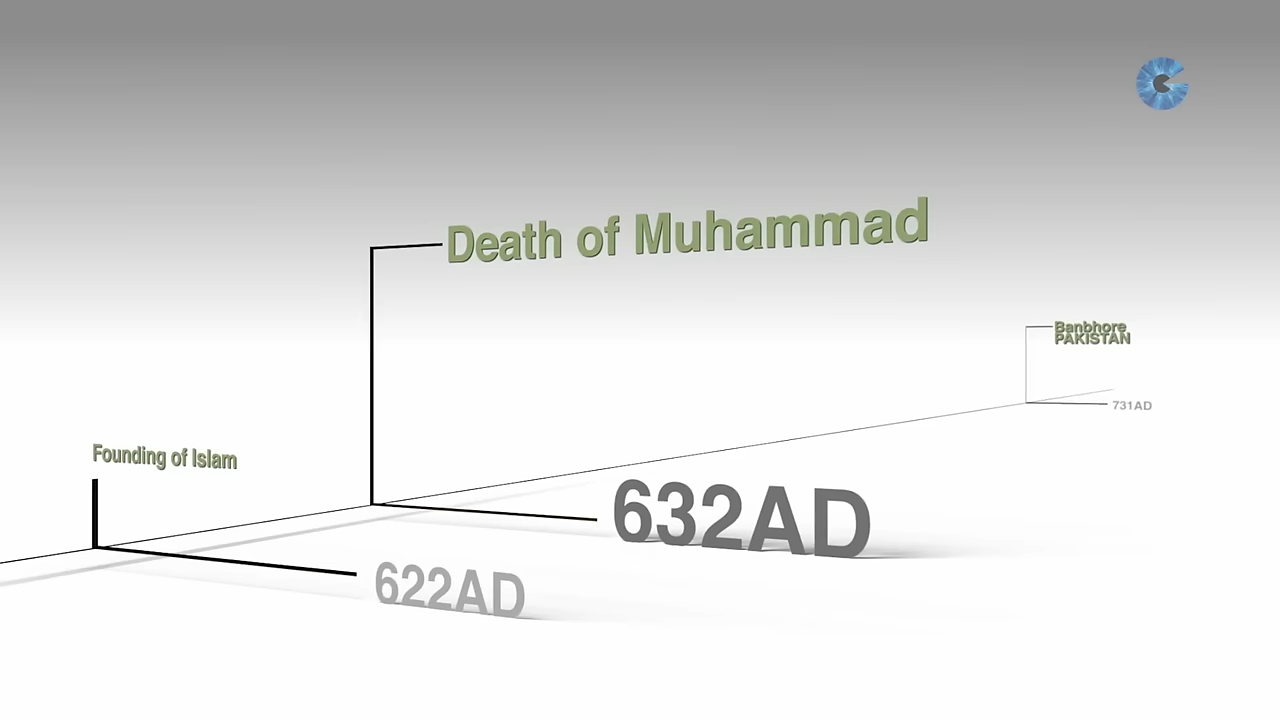 Death of Muhammad
Banbhore
PAKISTAN
731AD
Founding of Islam
632AD
622AD